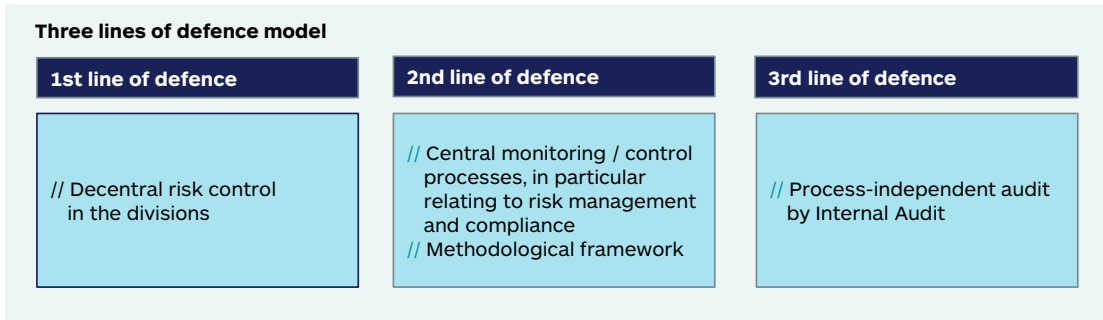 Three lines of defence model
1st line of defence
// Decentral risk control
in the divisions
2nd line of defence
// Central monitoring / control
processes, in particular
relating to risk management
and compliance
// Methodological framework
3rd line of defence
// Process-independent audit
by Internal Audit